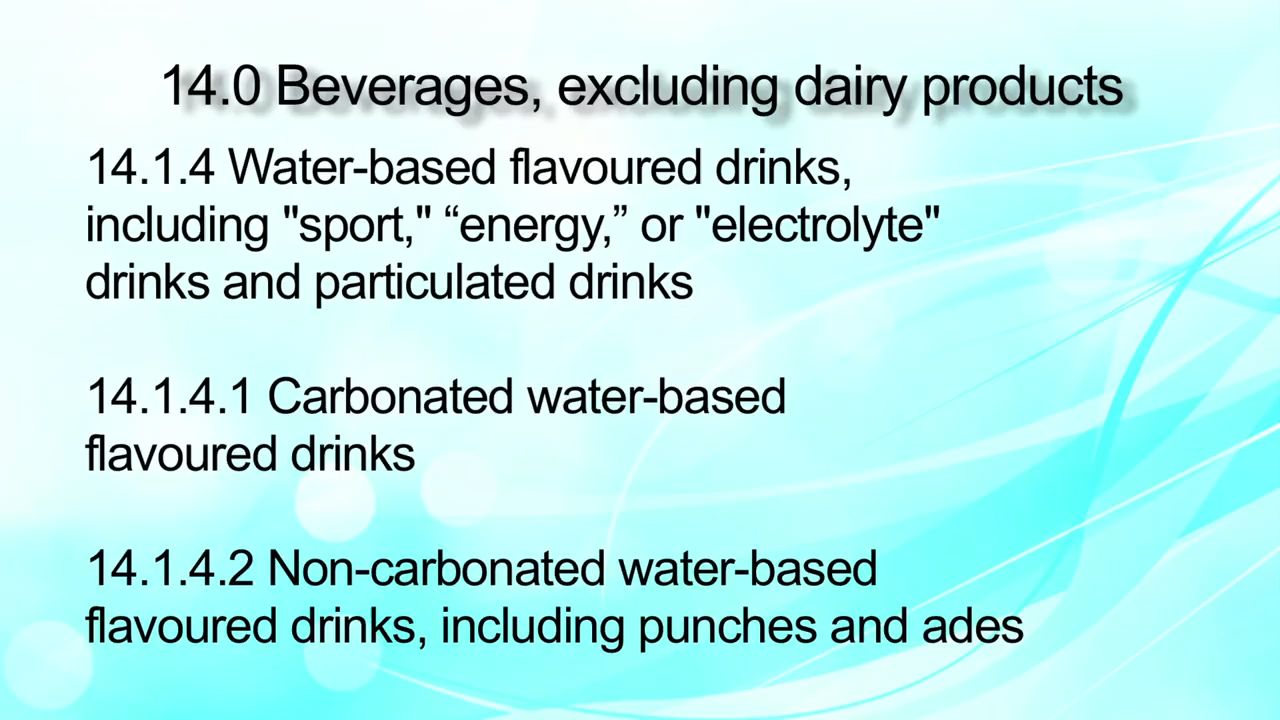 14.0 Beverages, excluding dairy products
14.1.4 Water-based flavoured drinks,
including "sport," “energy,” or "electrolyte"
drinks and particulated drinks
14.1.4.1 Carbonated water-based
flavoured drinks
14.1.4.2 Non-carbonated water-based
flavoured drinks, including punches and ades